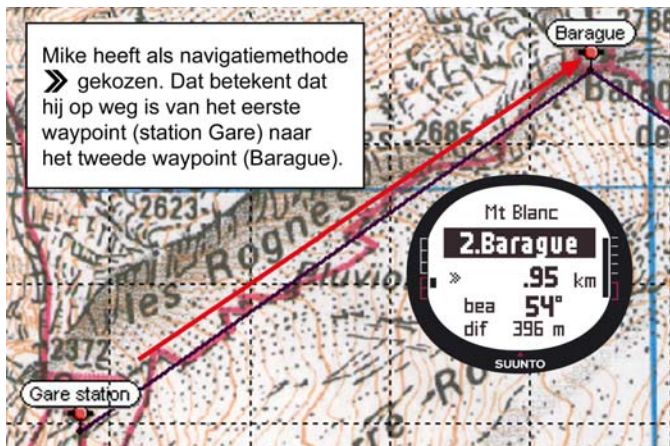 Mike heeft als navigatiemethode
» gekozen. Dat betekent dat
hij op weg is van het eerste
waypoint (station Gare) naar
het tweede waypoint (Barague).
Barague
2685
2623
les Rognes
2372
Gare station
Mt Blanc
2.Barague
» .95 km
bea 54°
dif 396 m
SUUNTO